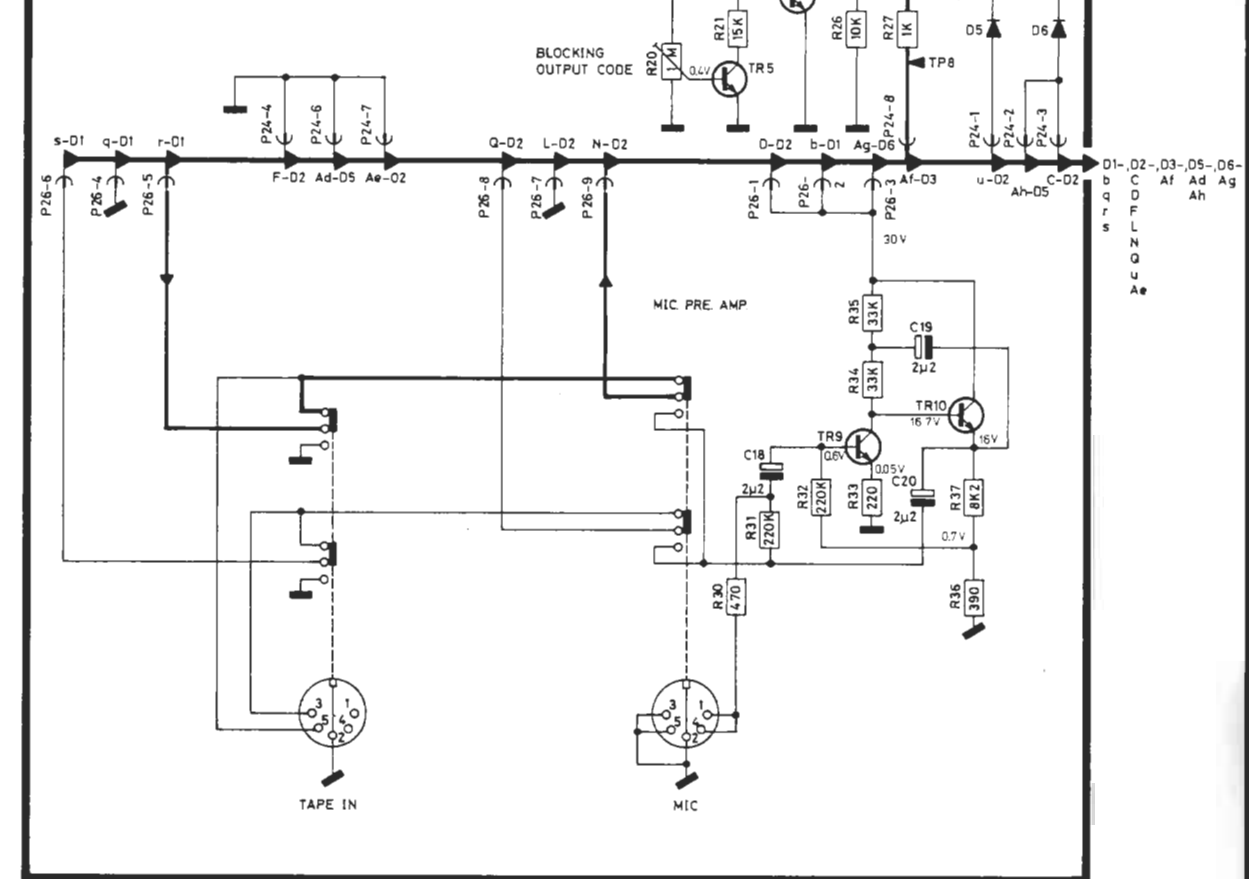 R21
15K
R26
10K
R27
1K
D5
D6
BLOCKING
OUTPUT CODE
R20
1 M
0.4V
TR5
TP8
P24-4
P24-6
P24-7
P24-8
P24-1
P24-2
P24-3
s-D1
q-D1
r-D1
Q-D2
L-D2
N-D2
D-D2
b-D1
Ag-D6
F-D2
Ad-D5
Ae-D2
Af-D3
u-D2
Ah-D5
C-D2
D1-,D2-,D3-,D5-,D6-
b C Af Ad Ag
q D Ah
r F
s L
N
Q
u
Ae
P26-6
P26-4
P26-5
P26-8
P26-7
P26-9
P26-1
P26-
2
P26-3
30V
MIC. PRE. AMP.
R35
33K
C19
2µ2
R34
33K
TR10
16.7V
TR9
0.6V
16V
C18
2µ2
0.05V
C20
2µ2
R32
220K
R33
220
R37
8K2
R31
220K
0.7V
R30
470
R36
390
3
1
5
4
2
3
1
5
4
2
TAPE IN
MIC